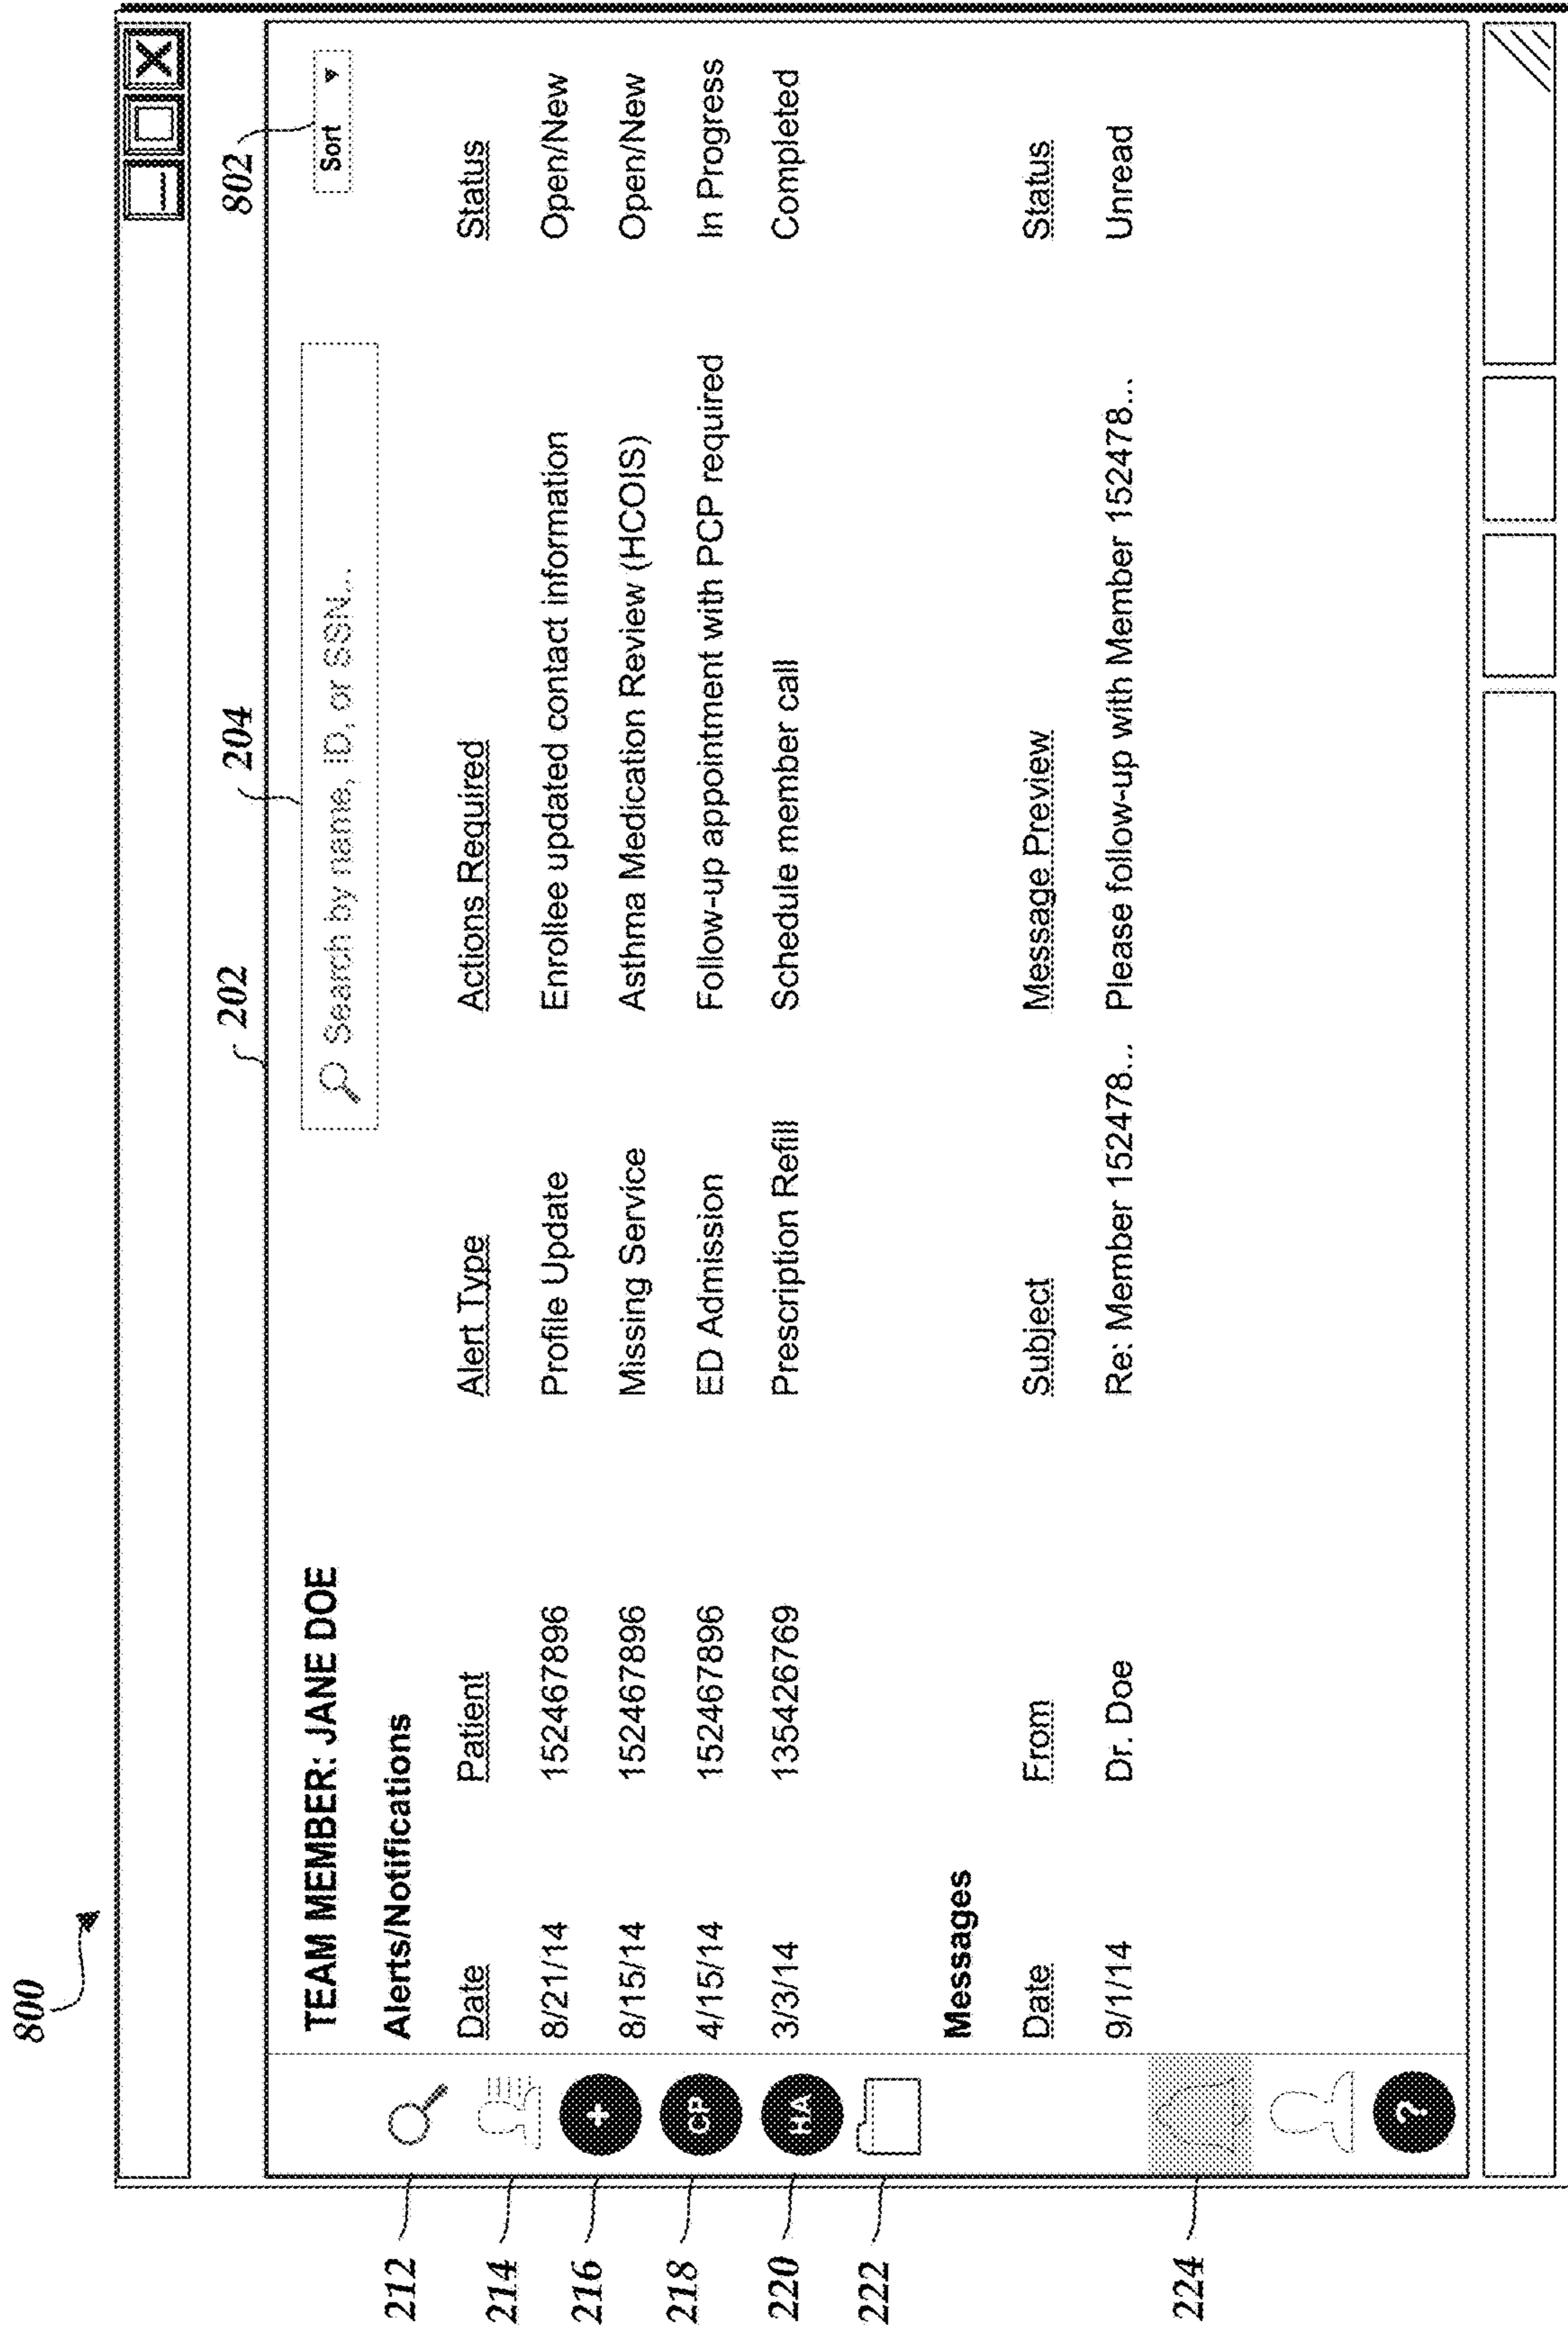 800
202
204
802
TEAM MEMBER: JANE DOE
Search by name, ID, or SSN...
Sort
Alerts/Notifications
Date Patient Alert Type Actions Required Status
8/21/14 152467896 Profile Update Enrollee updated contact information Open/New
8/15/14 152467896 Missing Service Asthma Medication Review (HCOIS) Open/New
4/15/14 152467896 ED Admission Follow-up appointment with PCP required In Progress
3/3/14 135426769 Prescription Refill Schedule member call Completed
Messages
Date From Subject Message Preview Status
9/1/14 Dr. Doe Re: Member 152478... Please follow-up with Member 152478... Unread
212
214
216 +
218 CP
220 HA
222
224
?